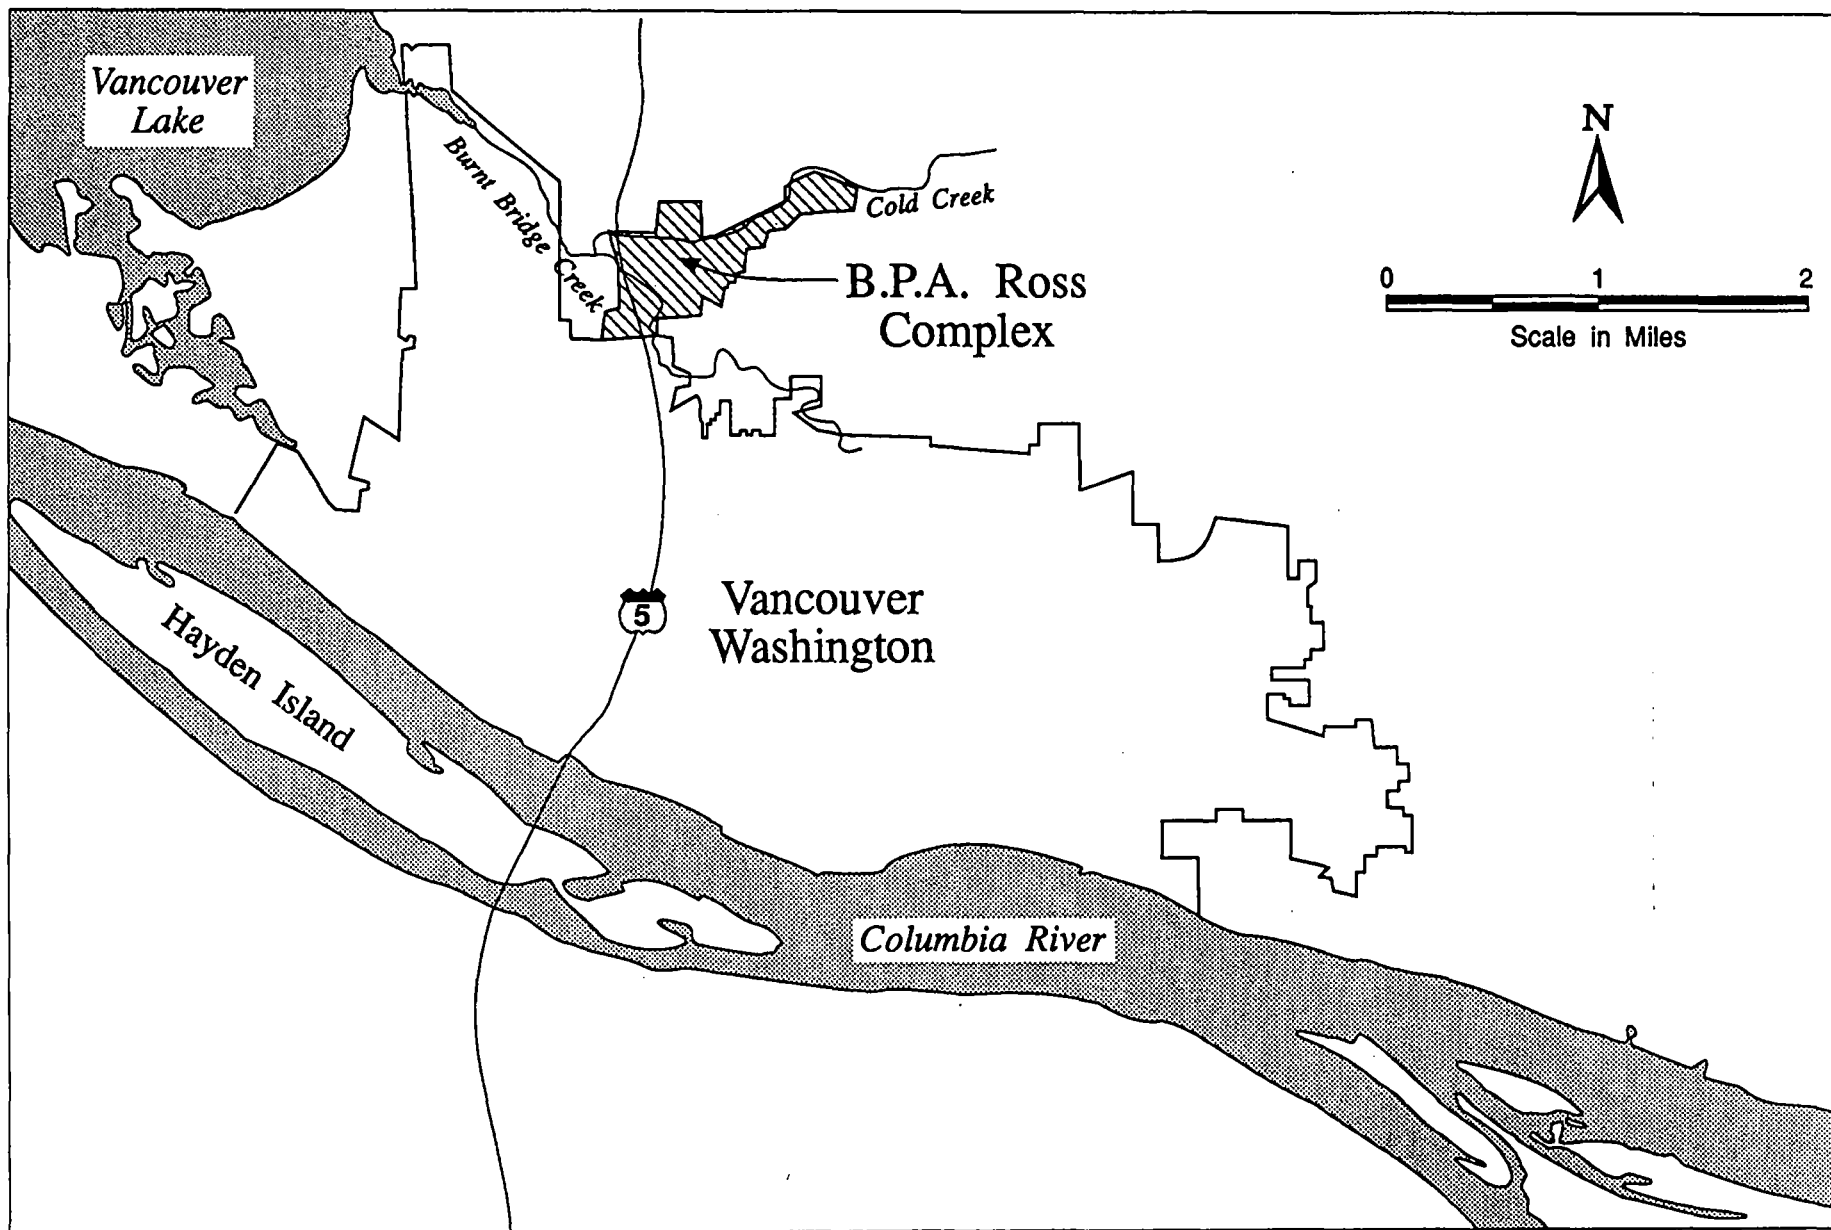 Vancouver
Lake
Burnt Bridge Creek
Cold Creek
N
B.P.A. Ross
Complex
0 1 2
Scale in Miles
5
Vancouver
Washington
Hayden Island
Columbia River